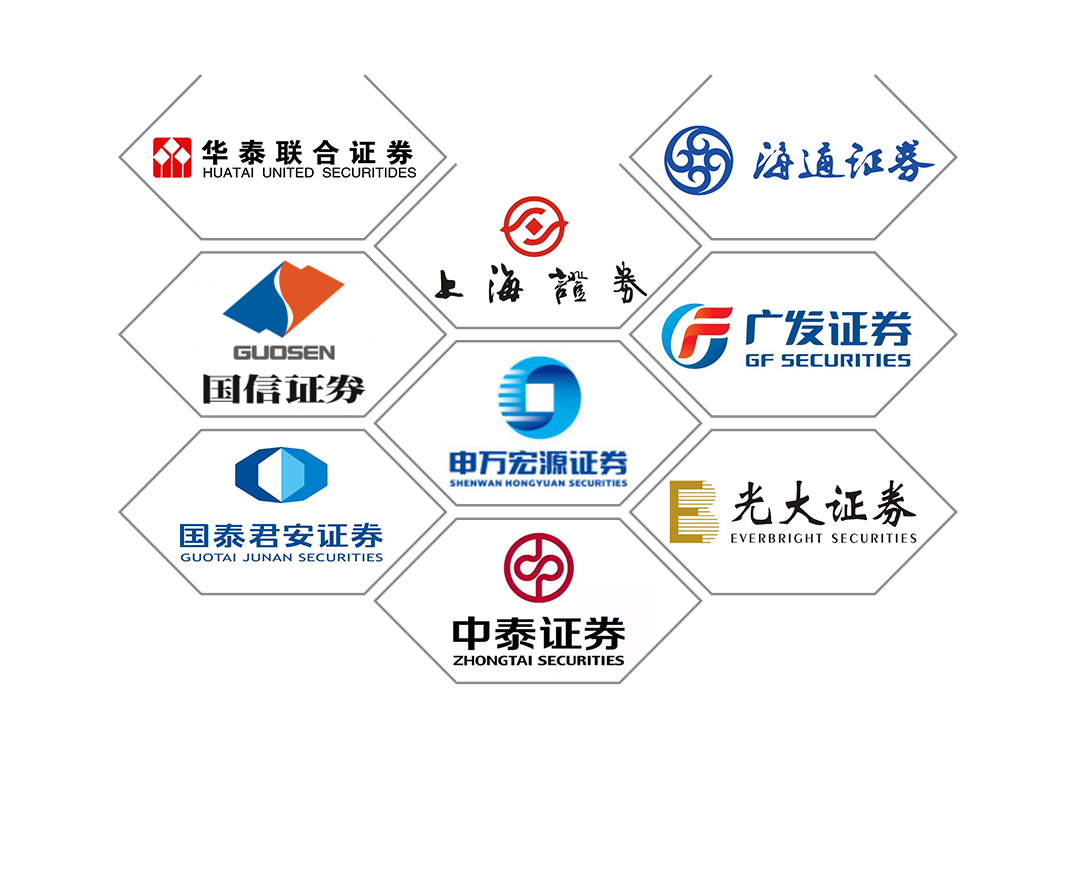 华泰联合证券
HUATAI UNITED SECURITIDES
海通证券
上海證券
GUOSEN
国信证券
广发证券
GF SECURITIES
申万宏源证券
SHENWAN HONGYUAN SECURITIES
国泰君安证券
GUOTAI JUNAN SECURITIES
光大证券
EVERBRIGHT SECURITIES
中泰证券
ZHONGTAI SECURITIES